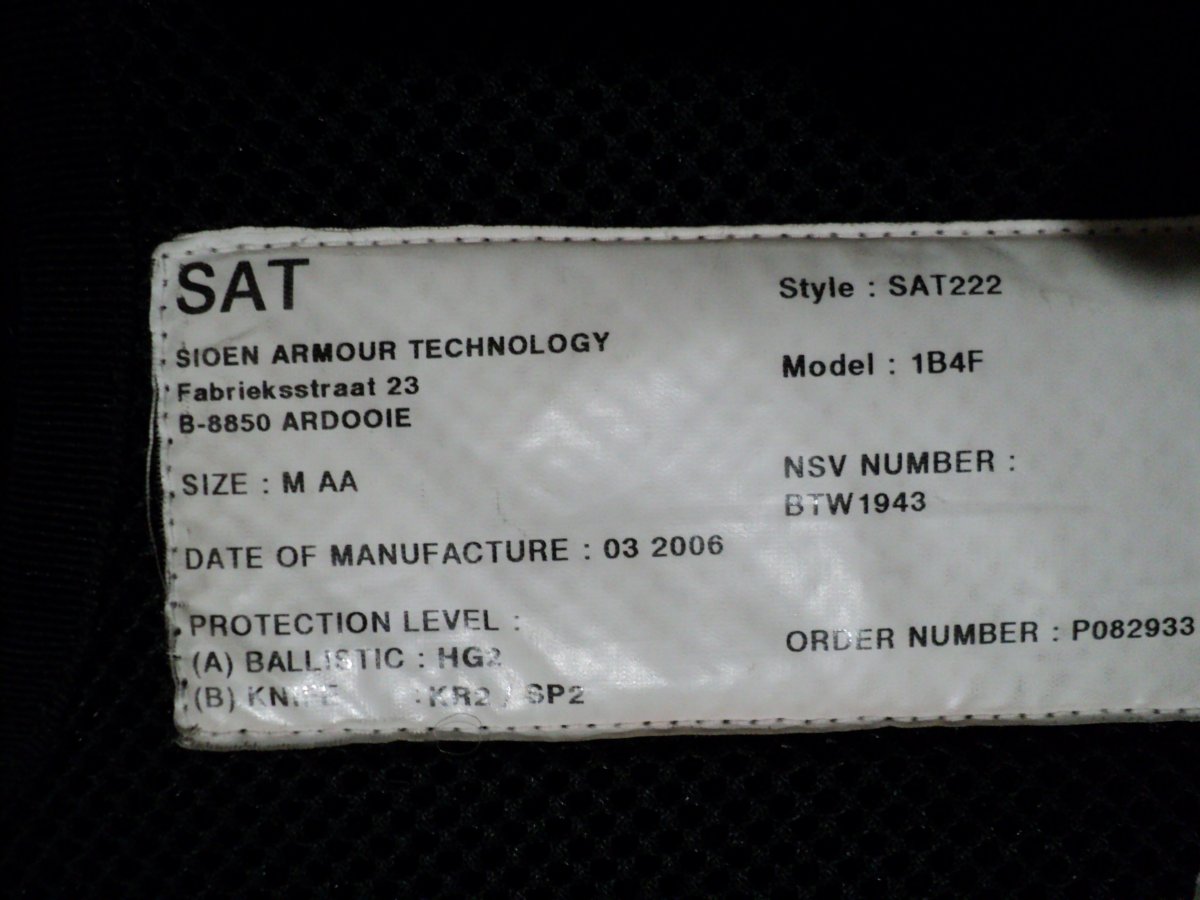 SAT
SIOEN ARMOUR TECHNOLOGY
Fabrieksstraat 23
B-8850 ARDOOIE
SIZE : M AA
DATE OF MANUFACTURE : 03 2006
PROTECTION LEVEL :
(A) BALLISTIC : HG2
(B) KNIFE : KR2 / SP2
Style : SAT222
Model : 1B4F
NSV NUMBER :
BTW1943
ORDER NUMBER : P082933